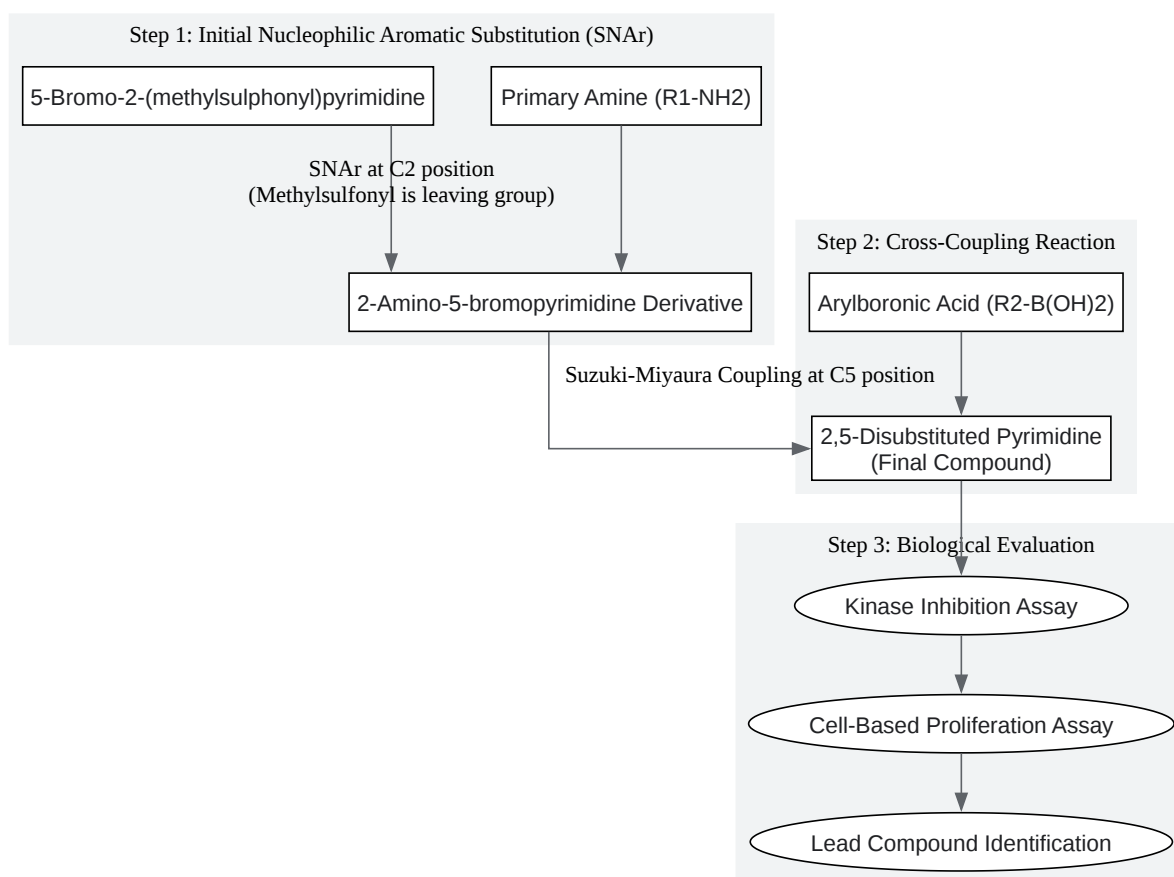 Step 1: Initial Nucleophilic Aromatic Substitution (SNAr)
5-Bromo-2-(methylsulphonyl)pyrimidine
Primary Amine (R1-NH2)
SNAr at C2 position
(Methylsulfonyl is leaving group)
2-Amino-5-bromopyrimidine Derivative
Step 2: Cross-Coupling Reaction
Arylboronic Acid (R2-B(OH)2)
Suzuki-Miyaura Coupling at C5 position
2,5-Disubstituted Pyrimidine
(Final Compound)
Step 3: Biological Evaluation
Kinase Inhibition Assay
Cell-Based Proliferation Assay
Lead Compound Identification